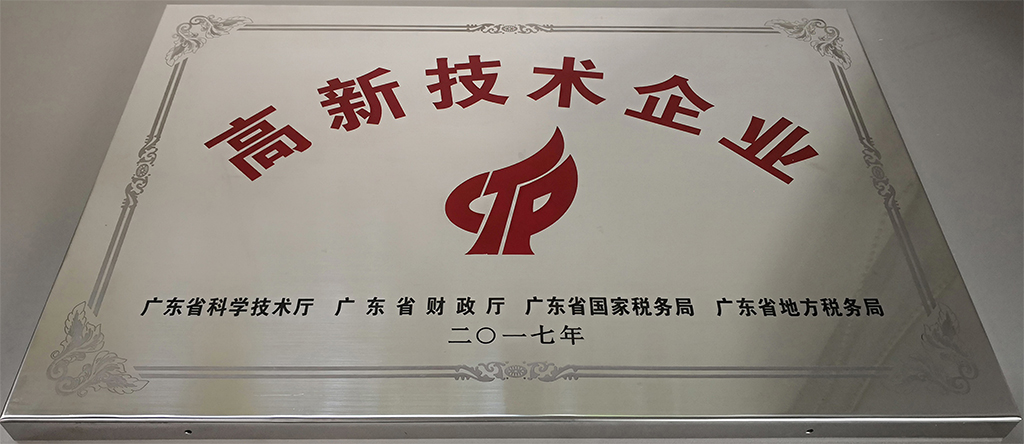 高新技术企业
广东省科学技术厅 广东省财政厅 广东省国家税务局 广东省地方税务局
二〇一七年